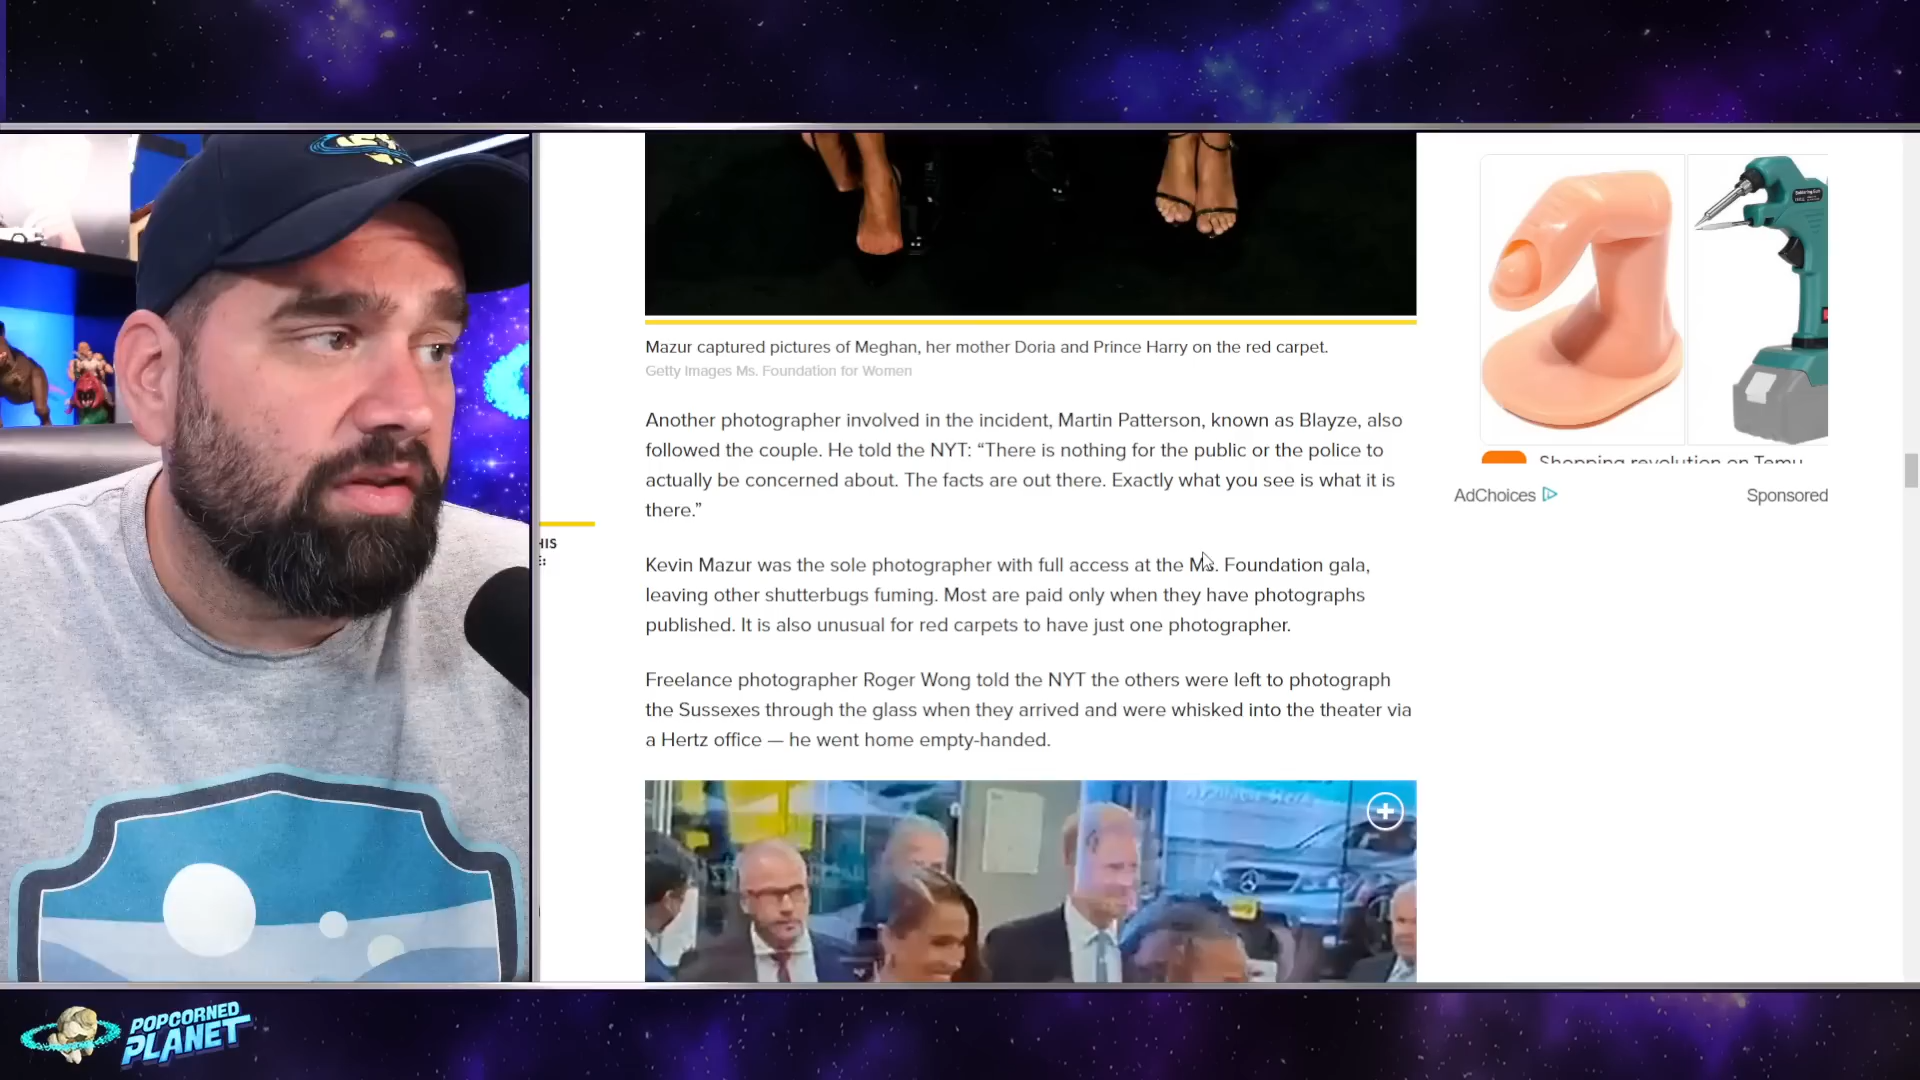 Mazur captured pictures of Meghan, her mother Doria and Prince Harry on the red carpet.
Getty Images Ms. Foundation for Women
Another photographer involved in the incident, Martin Patterson, known as Blayze, also
followed the couple. He told the NYT: “There is nothing for the public or the police to
actually be concerned about. The facts are out there. Exactly what you see is what it is
there.”
HIS
E:
Kevin Mazur was the sole photographer with full access at the Ms. Foundation gala,
leaving other shutterbugs fuming. Most are paid only when they have photographs
published. It is also unusual for red carpets to have just one photographer.
Freelance photographer Roger Wong told the NYT the others were left to photograph
the Sussexes through the glass when they arrived and were whisked into the theater via
a Hertz office — he went home empty-handed.
Shopping revolution on Temu
AdChoices
Sponsored
POPCORNED
PLANET